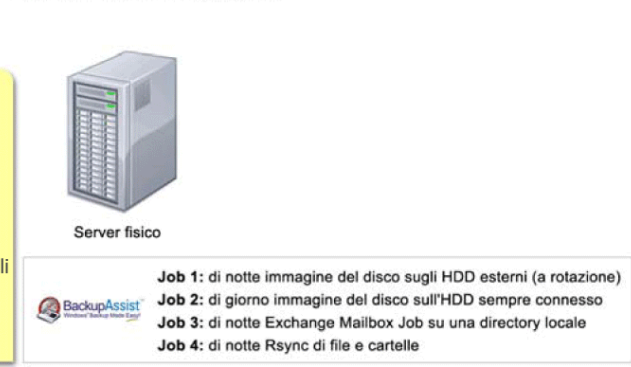 Server fisico
li
Job 1: di notte immagine del disco sugli HDD esterni (a rotazione)
Job 2: di giorno immagine del disco sull'HDD sempre connesso
BackupAssist
Windows Backup Made Easy!
Job 3: di notte Exchange Mailbox Job su una directory locale
Job 4: di notte Rsync di file e cartelle